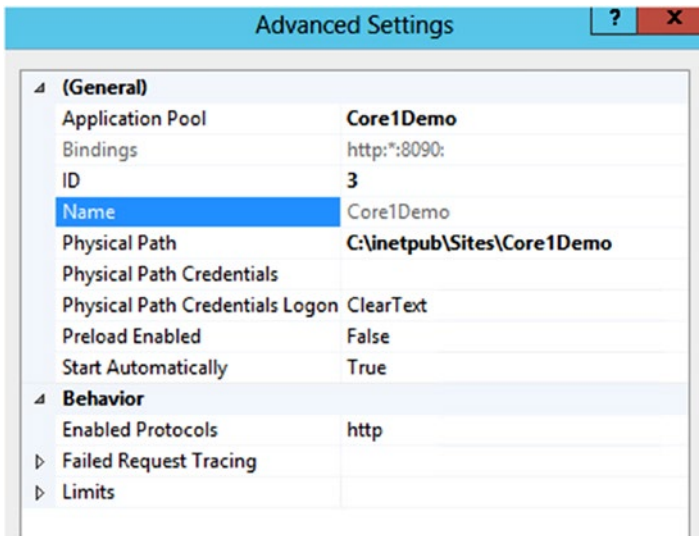 Advanced Settings
?
x
(General)
Application Pool Core1Demo
Bindings http:*:8090:
ID 3
Name Core1Demo
Physical Path C:\inetpub\Sites\Core1Demo
Physical Path Credentials
Physical Path Credentials Logon ClearText
Preload Enabled False
Start Automatically True
Behavior
Enabled Protocols http
Failed Request Tracing
Limits